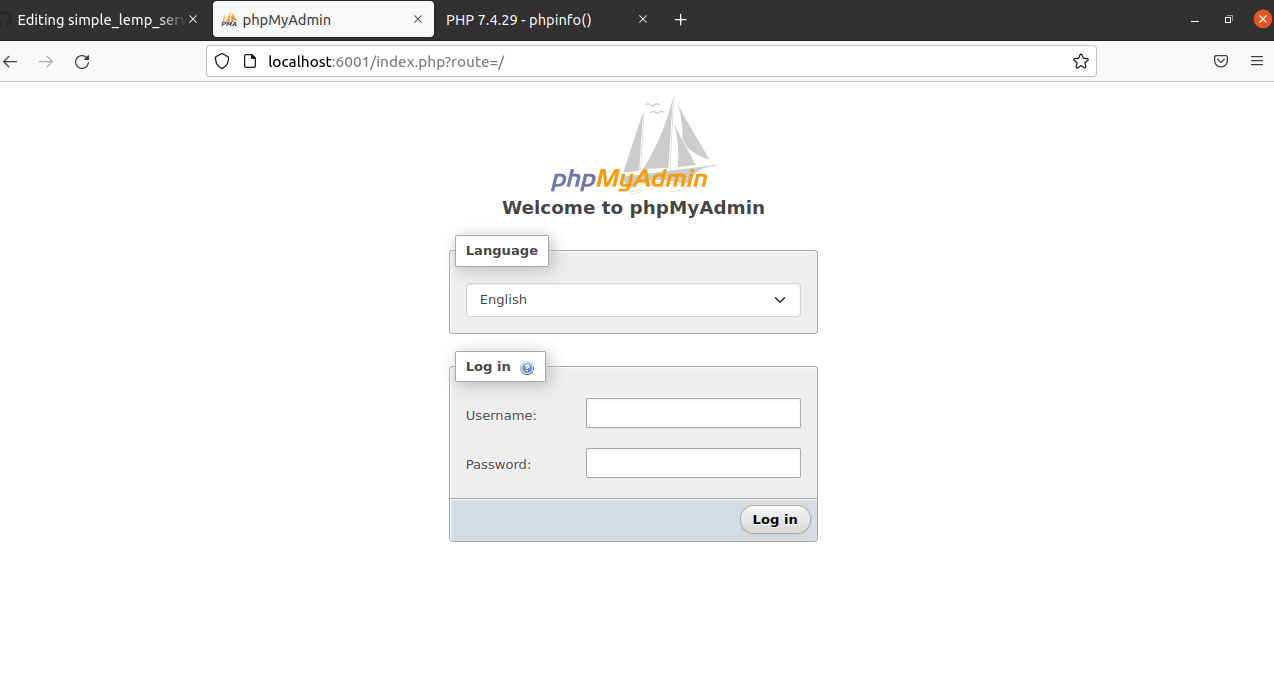 Editing simple_lemp_serv
phpMyAdmin
PHP 7.4.29 - phpinfo()
localhost:6001/index.php?route=/
phpMyAdmin
Welcome to phpMyAdmin
Language
English
Log in
Username:
Password:
Log in